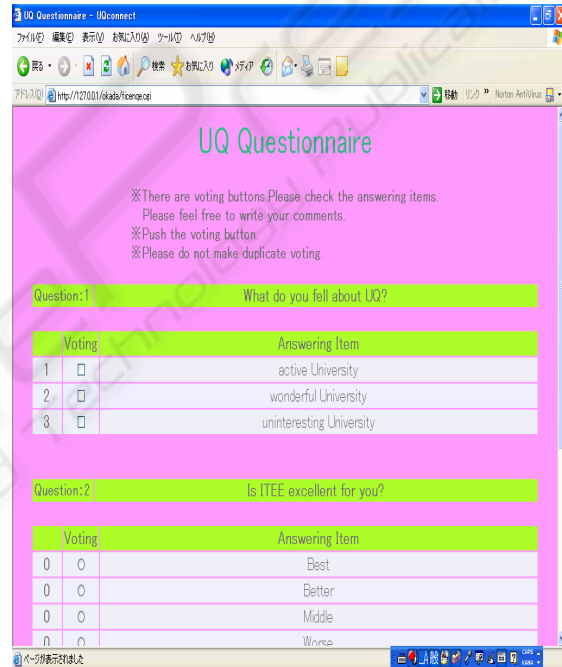 UQ Questionnaire - UQconnect
ファイル(F) 編集(E) 表示(V) お気に入り(A) ツール(T) ヘルプ(H)
戻る 検索 お気に入り メディア
アドレス(D) http://127.0.0.1/okada/ficenqe.cgi 移動 リンク » Norton AntiVirus
UQ Questionnaire
※There are voting buttons.Please check the answering items.
Please feel free to write your comments.
※Push the voting button.
※Please do not make duplicate voting.
Question:1 What do you fell about UQ?
Voting Answering Item
1 active University
2 wonderful University
3 uninteresting University
Question:2 Is ITEE excellent for you?
Voting Answering Item
0 Best
0 Better
0 Middle
0 Worse
ページが表示されました A 般 CAPS KANA